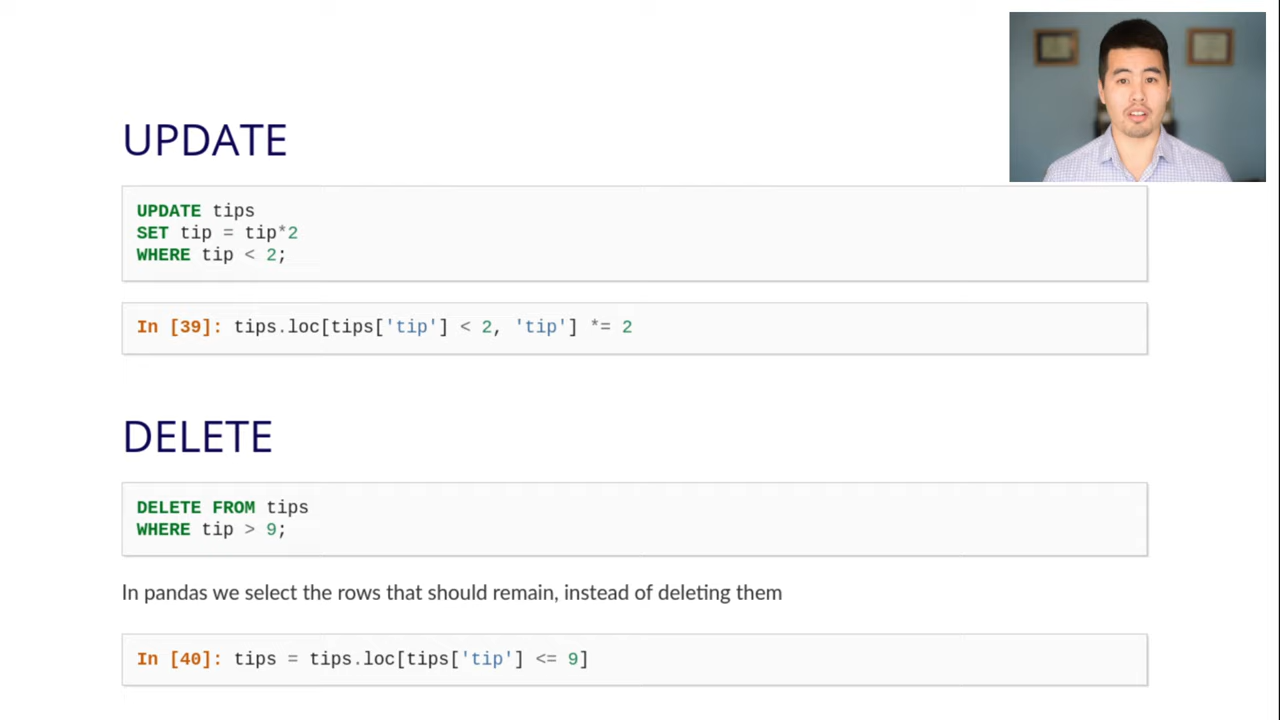 UPDATE
UPDATE tips
SET tip = tip*2
WHERE tip < 2;
In [39]: tips.loc[tips['tip'] < 2, 'tip'] *= 2
DELETE
DELETE FROM tips
WHERE tip > 9;
In pandas we select the rows that should remain, instead of deleting them
In [40]: tips = tips.loc[tips['tip'] <= 9]